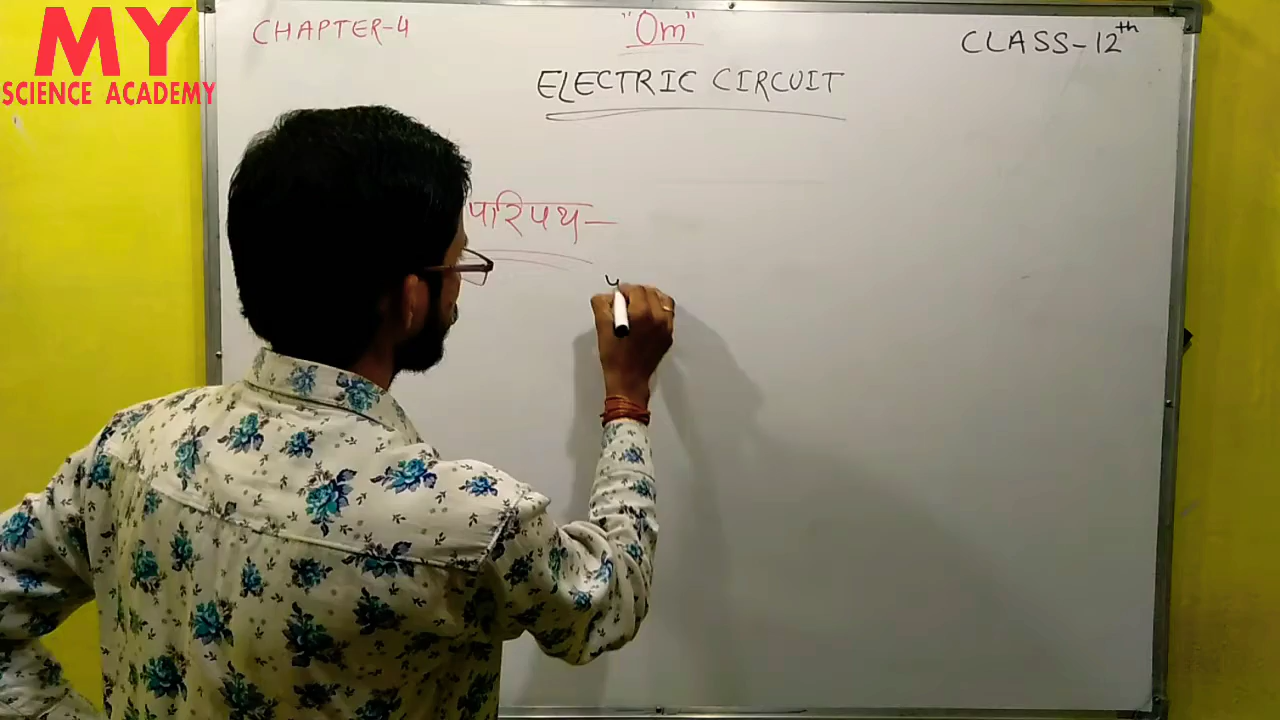 MY
SCIENCE ACADEMY
CHAPTER-4
"Om"
CLASS-12th
ELECTRIC CIRCUIT
परिपथ-